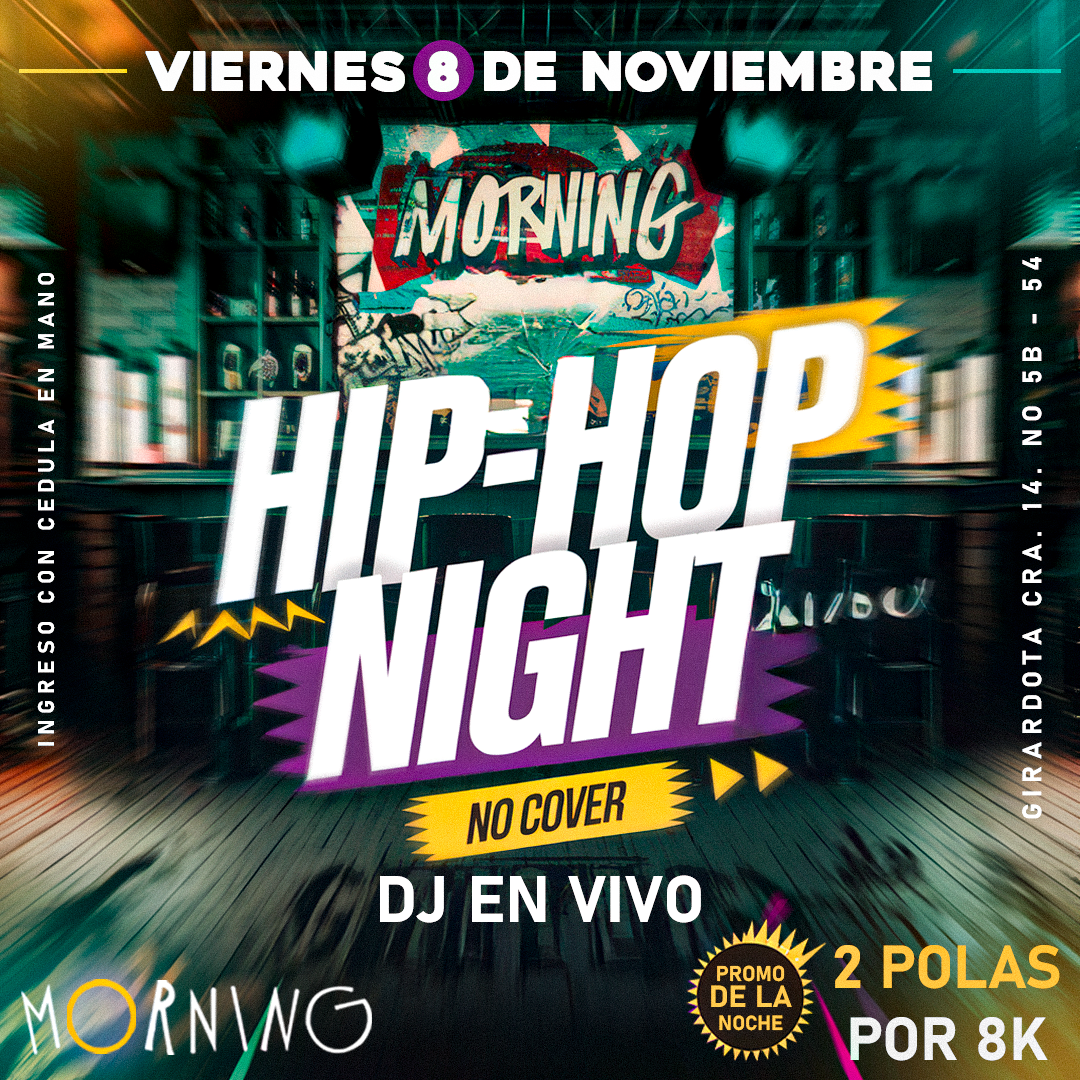 VIERNES 8 DE NOVIEMBRE
MORNING
INGRESO CON CEDULA EN MANO
GIRARDOTA CRA. 14. NO 5B - 54
HIP-HOP
NIGHT
NO COVER
DJ EN VIVO
MORNING
PROMO
DE LA
NOCHE
2 POLAS
POR 8K